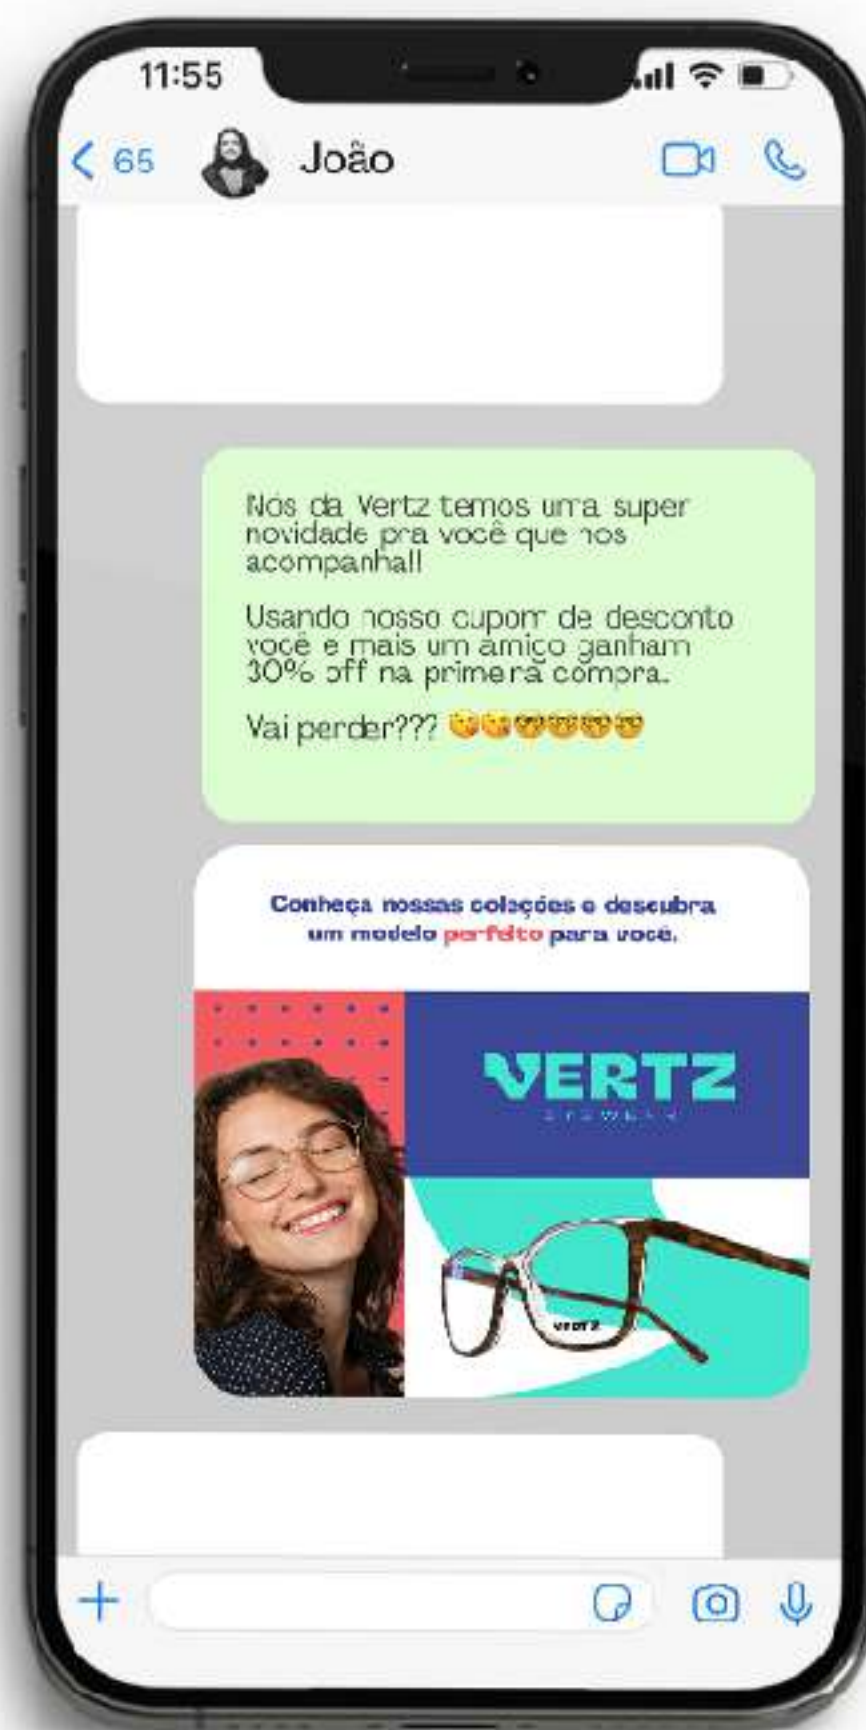 11:55
65
João
Nós da Vertz temos uma super
novidade pra você que nos
acompanha!!
Usando nosso cupom de desconto
você e mais um amigo ganham
30% off na primeira compra.
Vai perder??? 😘😘🤓🤓🤓🤓
Conheça nossas coleções e descubra
um modelo perfeito para você.
VERTZ
EYEWEAR
VERTZ